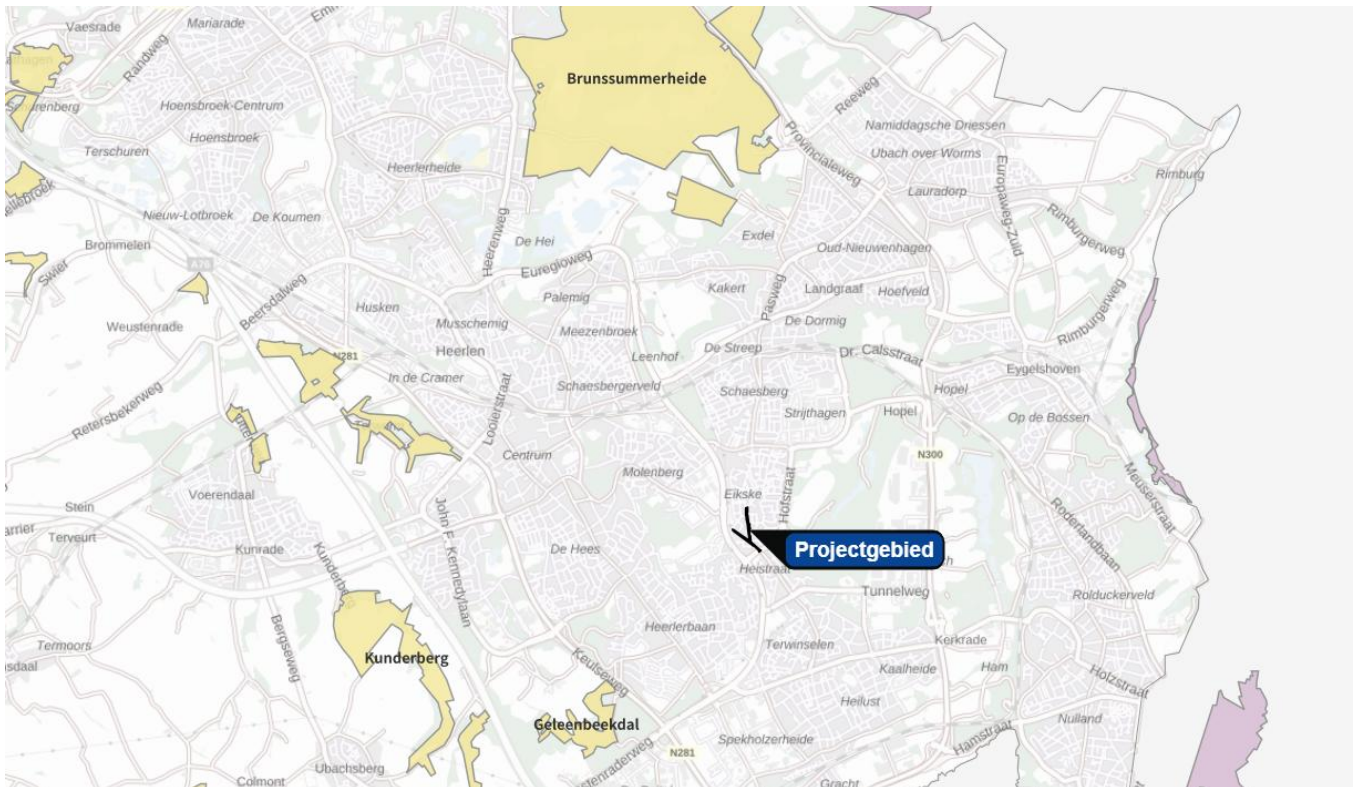 Vaesrade
Mariarade
Randweg
Brunssummerheide
Hoensbroek-Centrum
Hoensbroek
Terschuren
Heerlerheide
Reeweg
Namiddagsche Driessen
Provincialeweg
Ubach over Worms
Lauradorp
Europaweg-Zuid
Rimburg
Rimburgerweg
Nieuw-Lotbroek
De Koumen
Brommelen
Swier
A76
Heerenweg
De Hei
Euregioweg
Exdel
Oud-Nieuwenhagen
Kakert
Landgraaf
Hoefveld
Pasweg
De Dormig
Rimburgerweg
Beersdalweg
Husken
Palemig
Musschemig
Meezenbroek
Weustenrade
Heerlen
N281
Leenhof
De Streep
Dr. Calsstraat
Eygelshoven
In de Cramer
Schaesbergerveld
Schaesberg
Hopel
Retersbekerweg
Looierstraat
Strijthagen
Hopel
Op de Bossen
Centrum
N300
Molenberg
Eikske
Hofstraat
Meuserstraat
Voerendaal
Stein
Terveurt
John F. Kennedylaan
Roderlandbaan
Kunrade
De Hees
Projectgebied
Heistraat
Tunnelweg
Rolduckerveld
Bergseweg
Heerlerbaan
Terwinselen
Kerkrade
Termoors
Kunderberg
Keulseweg
Kaalheide
Ham
Holzstraat
Heilust
Geleenbeekdal
Nulland
Spekholzerheide
Hamstraat
N281
Ubachsberg
Colmont
Gracht